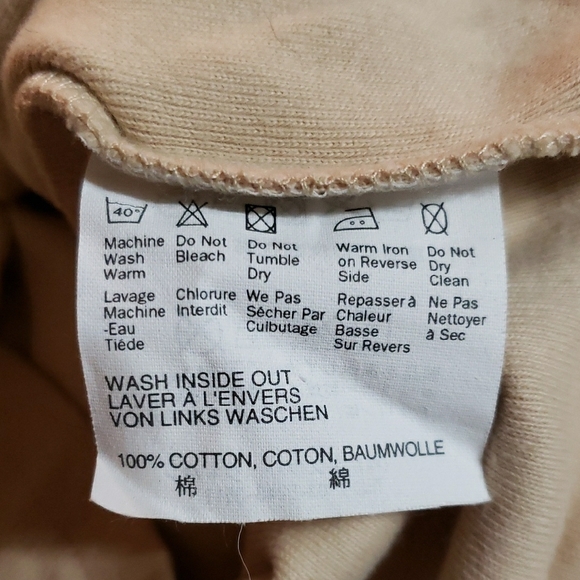 40°
Machine
Wash
Warm
Do Not
Bleach
Do Not
Tumble
Dry
Warm Iron
on Reverse
Side
Do Not
Dry
Clean
Lavage
Machine
-Eau
Tiède
Chlorure
Interdit
We Pas
Sêcher Par
Culbutage
Repasser à
Chaleur
Basse
Sur Revers
Ne Pas
Nettoyer
à Sec
WASH INSIDE OUT
LAVER À L'ENVERS
VON LINKS WASCHEN
100% COTTON, COTON, BAUMWOLLE
棉 綿